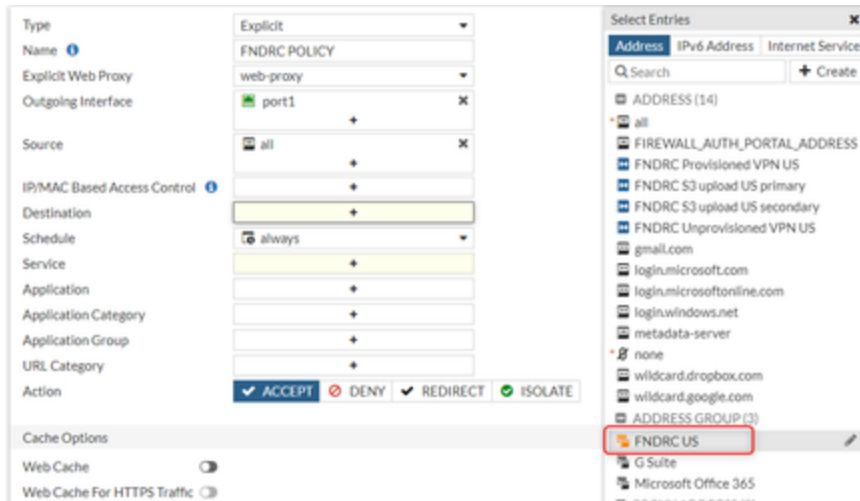 Type Explicit
Name FNDRC POLICY
Explicit Web Proxy web-proxy
Outgoing Interface port1
+
Source all
+
IP/MAC Based Access Control +
Destination +
Schedule always
Service +
Application +
Application Category +
Application Group +
URL Category +
Action ACCEPT DENY REDIRECT ISOLATE
Cache Options
Web Cache
Web Cache For HTTPS Traffic
Select Entries
Address IPv6 Address Internet Service
Search + Create
ADDRESS (14)
all
FIREWALL_AUTH_PORTAL_ADDRESS
FNDRC Provisioned VPN US
FNDRC S3 upload US primary
FNDRC S3 upload US secondary
FNDRC Unprovisioned VPN US
gmail.com
login.microsoft.com
login.microsoftonline.com
login.windows.net
metadata-server
none
wildcard.dropbox.com
wildcard.google.com
ADDRESS GROUP (3)
FNDRC US
G Suite
Microsoft Office 365